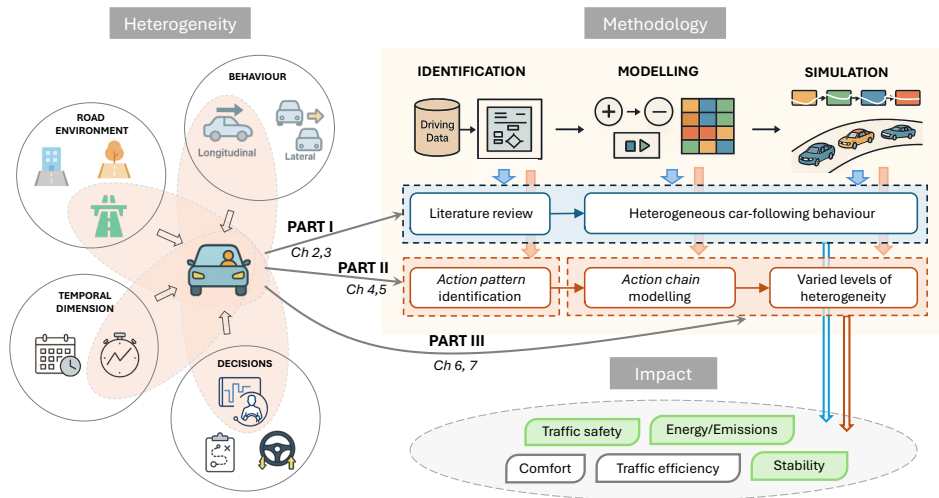 Heterogeneity
BEHAVIOUR
Longitudinal
Lateral
ROAD
ENVIRONMENT
TEMPORAL
DIMENSION
DECISIONS
PART I
Ch 2,3
PART II
Ch 4,5
PART III
Ch 6, 7
Methodology
IDENTIFICATION
MODELLING
SIMULATION
Driving
Data
Literature review
Heterogeneous car-following behaviour
Action pattern
identification
Action chain
modelling
Varied levels of
heterogeneity
Impact
Traffic safety
Energy/Emissions
Comfort
Traffic efficiency
Stability